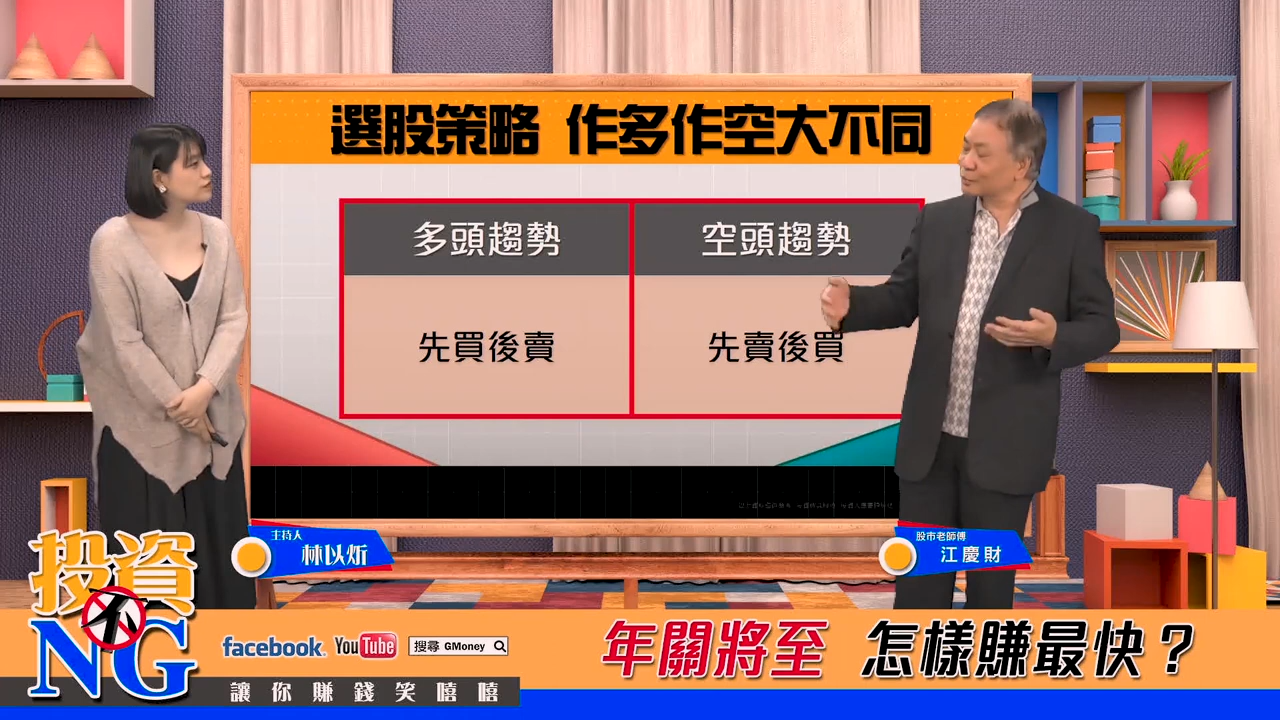 選股策略 作多作空大不同
多頭趨勢
空頭趨勢
先買後賣
先賣後買
主持人
林以炘
股市老師傅
江慶財
投資
不
NG
facebook.
YouTube
搜尋 GMoney
年關將至 怎樣賺最快？
讓你賺錢笑嘻嘻